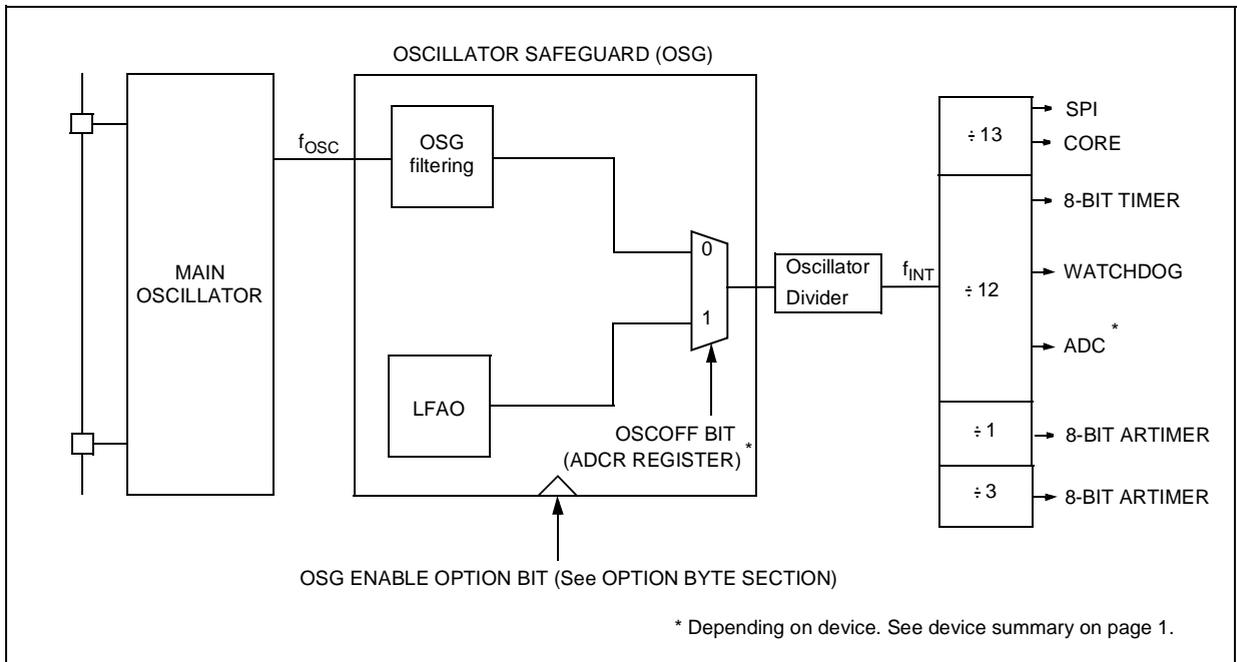 OSCILLATOR SAFEGUARD (OSG)
MAIN
OSCILLATOR
fOSC
OSG
filtering
LFAO
0
1
OSCOFF BIT
(ADCR REGISTER) *
OSG ENABLE OPTION BIT (See OPTION BYTE SECTION)
Oscillator
Divider
fINT
÷ 13
SPI
CORE
÷ 12
8-BIT TIMER
WATCHDOG
ADC *
÷ 1
8-BIT ARTIMER
÷ 3
8-BIT ARTIMER
* Depending on device. See device summary on page 1.